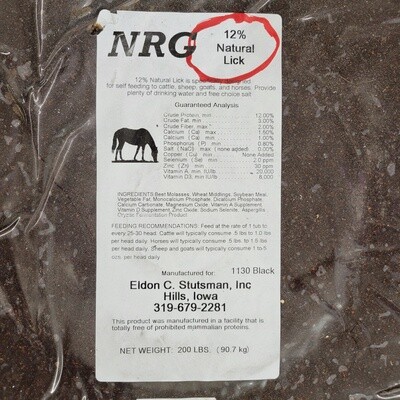 NRG
12%
Natural
Lick
12% Natural Lick is
for self feeding to cattle, sheep, goats, and horses. Provide
plenty of drinking water and free choice salt
Guaranteed Analysis
Crude Protein, min 12.00%
Crude Fat, min 3.00%
Crude Fiber max 2.00%
Calcium (Ca) max 1.50%
Calcium (Ca) min 1.00%
Phosphorus (P) min 0.60%
Salt (NaCl) max (none added) 0.00%
Copper (Cu) None Added
Selenium (Se) min 2.0 ppm
Zinc (Zn) min 30 ppm
Vitamin A, min IU/lb 20,000
Vitamin D3, min IU/lb 6,000
INGREDIENTS:Beet Molasses, Wheat Middlings, Soybean Meal,
Vegetable Fat, Monocalcium Phosphate, Dicalcium Phosphate,
Calcium Carbonate, Magnesium Oxide, Vitamin A Supplement,
Vitamin D Supplement, Zinc Oxide, Sodium Selenite, Aspergillis
Oryzae Fermentation Product
FEEDING RECOMMENDATIONS: Feed at the rate of 1 tub to
every 25-30 head. Cattle will typically consume .5 lbs to 1.0 lbs
per head daily. Horses will typically consume .5 lbs. to 1.5 lbs
per head daily. Sheep and goats will typically consume 1 to 5
ozs. per head daily
Manufactured for:
1130 Black
Eldon C. Stutsman, Inc
Hills, Iowa
319-679-2281
This product was manufactured in a facility that is
totally free of prohibited mammalian proteins.
NET WEIGHT: 200 LBS. (90.7 kg)